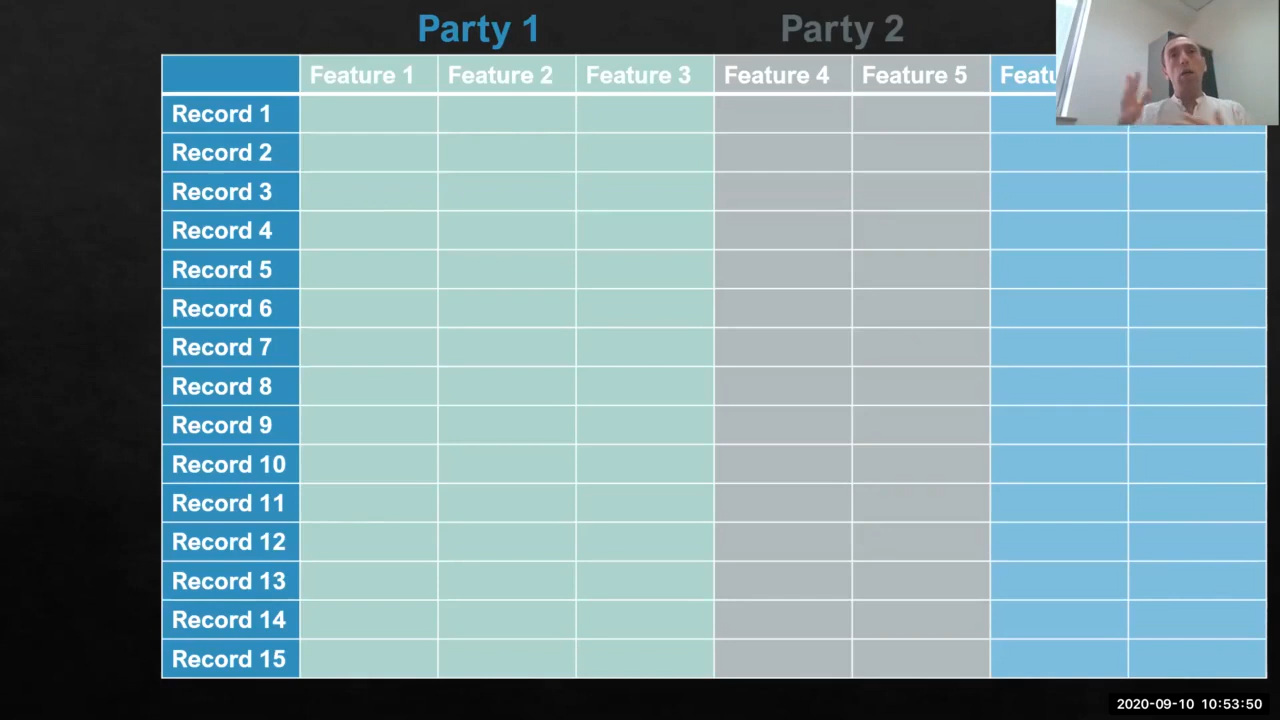 Party 1 Party 2
Feature 1 Feature 2 Feature 3 Feature 4 Feature 5
Record 1
Record 2
Record 3
Record 4
Record 5
Record 6
Record 7
Record 8
Record 9
Record 10
Record 11
Record 12
Record 13
Record 14
Record 15
2020-09-10 10:53:50